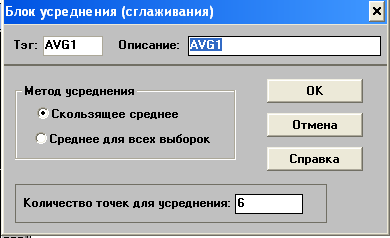 Блок усреднения (сглаживания)
Тэг: AVG1 Описание: AVG1
Метод усреднения
Скользящее среднее
Среднее для всех выборок
OK
Отмена
Справка
Количество точек для усреднения: 6